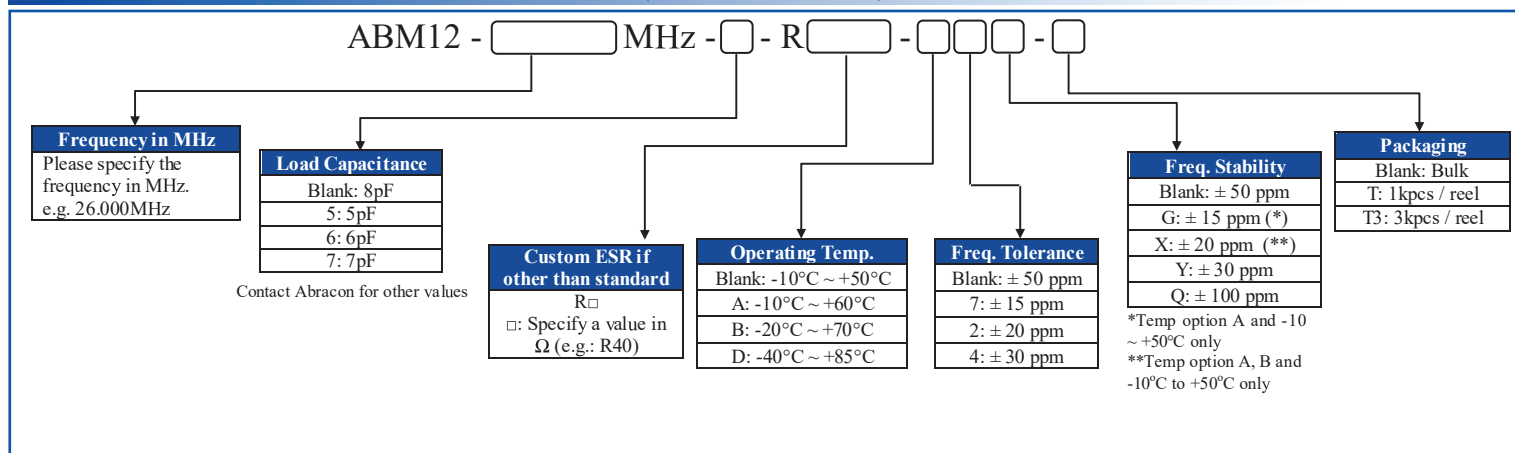 ABM12 - MHz - - R - -
Frequency in MHz
Please specify the
frequency in MHz.
e.g. 26.000MHz
Load Capacitance
Blank: 8pF
5: 5pF
6: 6pF
7: 7pF
Contact Abracon for other values
Custom ESR if
other than standard
R□
□: Specify a value in
Ω (e.g.: R40)
Operating Temp.
Blank: -10°C ~ +50°C
A: -10°C ~ +60°C
B: -20°C ~ +70°C
D: -40°C ~ +85°C
Freq. Tolerance
Blank: ± 50 ppm
7: ± 15 ppm
2: ± 20 ppm
4: ± 30 ppm
Freq. Stability
Blank: ± 50 ppm
G: ± 15 ppm (*)
X: ± 20 ppm (**)
Y: ± 30 ppm
Q: ± 100 ppm
*Temp option A and -10
~ +50°C only
**Temp option A, B and
-10°C to +50°C only
Packaging
Blank: Bulk
T: 1kpcs / reel
T3: 3kpcs / reel